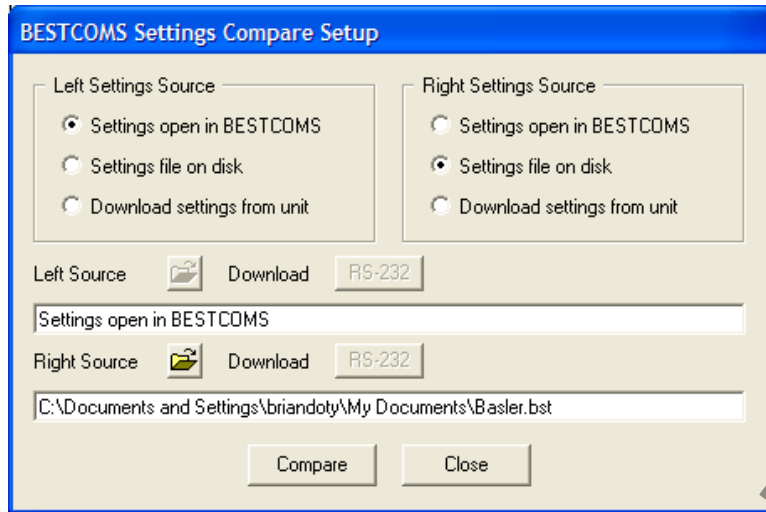 BESTCOMS Settings Compare Setup
Left Settings Source
Settings open in BESTCOMS
Settings file on disk
Download settings from unit
Right Settings Source
Settings open in BESTCOMS
Settings file on disk
Download settings from unit
Left Source Download RS-232
Settings open in BESTCOMS
Right Source Download RS-232
C:\Documents and Settings\briandoty\My Documents\Basler.bst
Compare Close